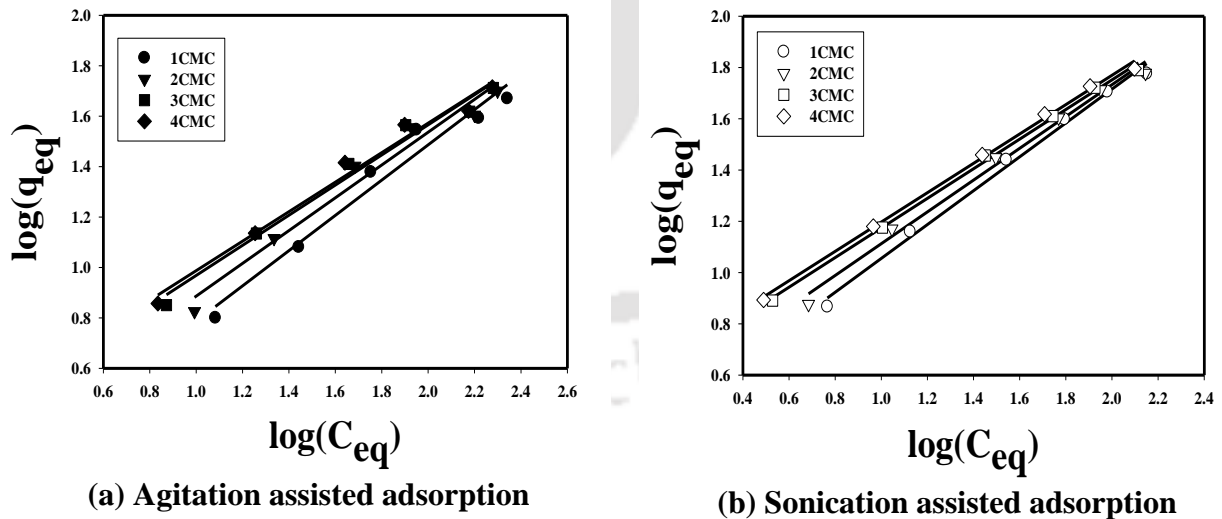 2.0
1.8
1.6
1.4
1.2
1.0
0.8
0.6
log(q_eq)
1CMC
2CMC
3CMC
4CMC
0.6 0.8 1.0 1.2 1.4 1.6 1.8 2.0 2.2 2.4 2.6
log(C_eq)
(a) Agitation assisted adsorption
2.0
1.8
1.6
1.4
1.2
1.0
0.8
0.6
log(q_eq)
1CMC
2CMC
3CMC
4CMC
0.4 0.6 0.8 1.0 1.2 1.4 1.6 1.8 2.0 2.2 2.4
log(C_eq)
(b) Sonication assisted adsorption